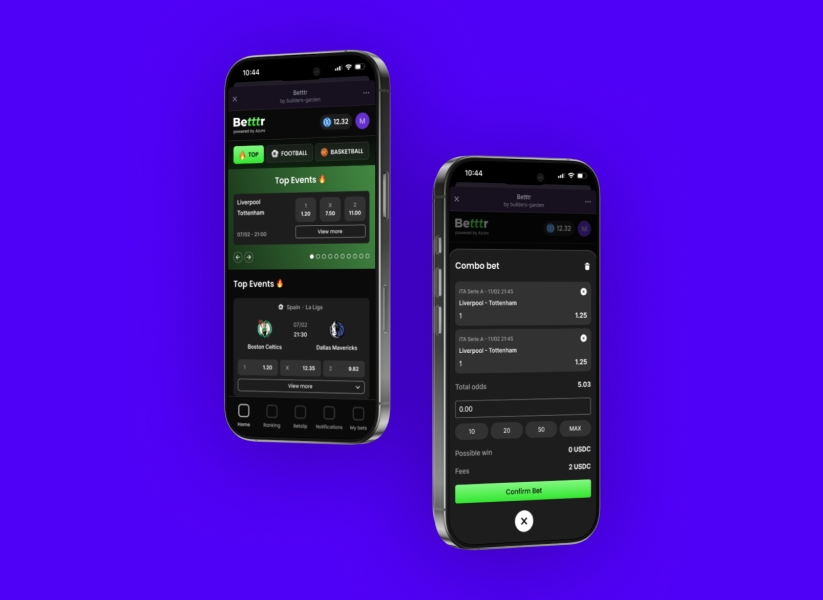 10:44
Betttr
by builders-garden
Betttr
powered by Azuro
12.32
M
TOP
FOOTBALL
BASKETBALL
Top Events
Liverpool
Tottenham
1
1.20
X
7.50
2
11.00
07/02 - 21:00
View more
Top Events
Spain - La Liga
07/02
21:30
Boston Celtics
Dallas Mavericks
1 1.20
X 12.35
2 9.82
View more
Home
Ranking
Betslip
Notifications
My bets
10:44
Betttr
by builders-garden
Betttr
powered by Azuro
12.32
M
Combo bet
ITA Serie A - 11/02 21:45
Liverpool - Tottenham
1 1.25
ITA Serie A - 11/02 21:45
Liverpool - Tottenham
1 1.25
Total odds 5.03
0.00
10
20
50
MAX
Possible win 0 USDC
Fees 2 USDC
Confirm Bet
X